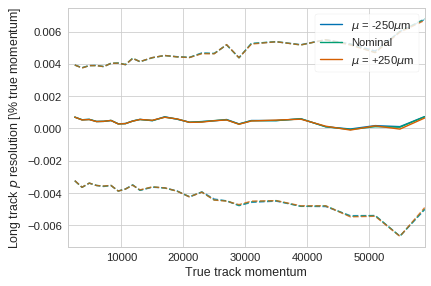 μ = -250μm
Nominal
μ = +250μm
0.006
0.004
0.002
0.000
−0.002
−0.004
−0.006
Long track p resolution [\% true momentum]
10000 20000 30000 40000 50000
True track momentum